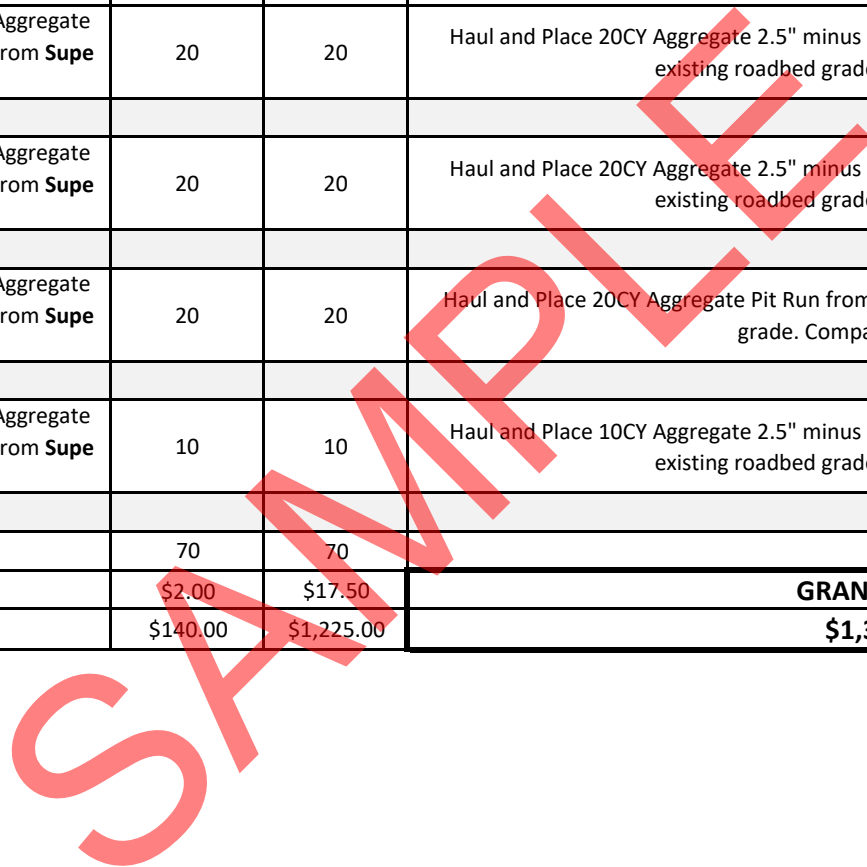 Aggregate
rom Supe
20
20
Haul and Place 20CY Aggregate 2.5" minus
existing roadbed grade
Aggregate
rom Supe
20
20
Haul and Place 20CY Aggregate 2.5" minus
existing roadbed grade
Aggregate
rom Supe
20
20
Haul and Place 20CY Aggregate Pit Run from
grade. Compa
Aggregate
rom Supe
10
10
Haul and Place 10CY Aggregate 2.5" minus
existing roadbed grade
70
70
$2.00
$17.50
GRAN
$140.00
$1,225.00
$1,3
SAMPLE